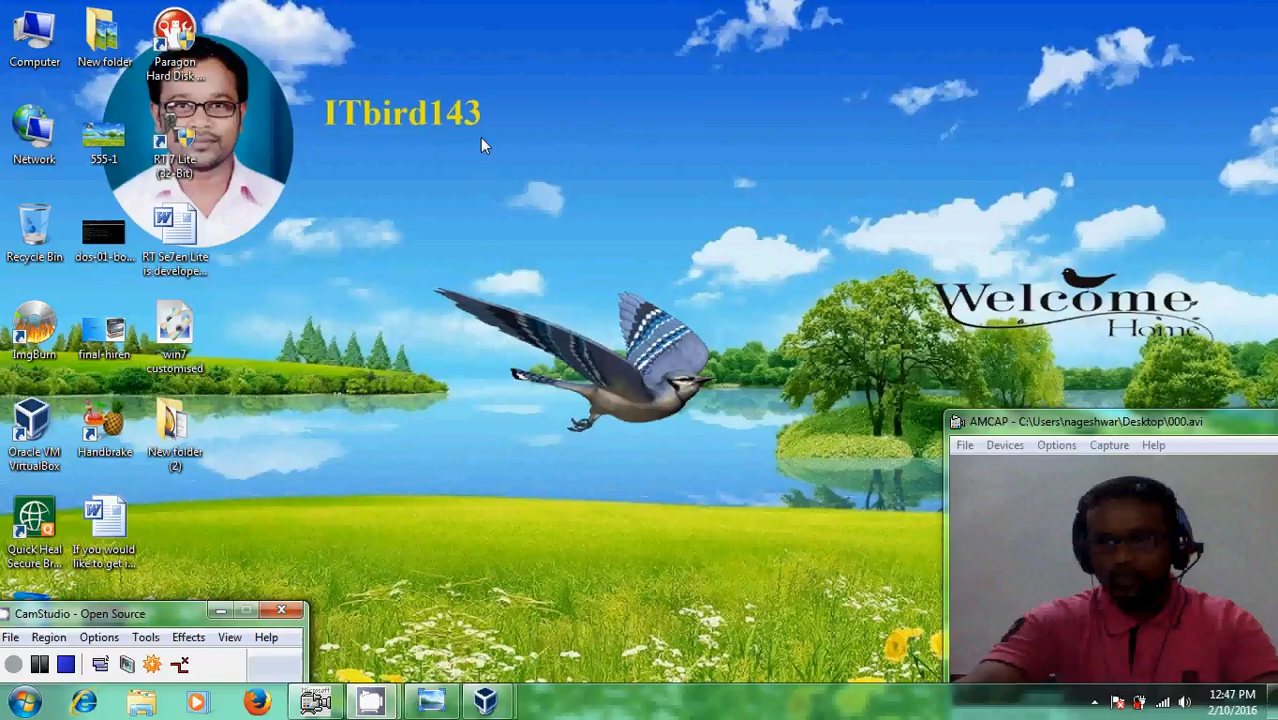 Computer
New folder
Paragon
Hard Disk ...
ITbird143
Network
555-1
RT 7 Lite
(32-Bit)
Recycle Bin
dos-01-bo...
RT Se7en Lite
is develope...
Welcome
Home
ImgBurn
final-hiren
win7
customised
Oracle VM
VirtualBox
Handbrake
New folder
(2)
AMCAP - C:\Users\nageshwar\Desktop\000.avi
File Devices Options Capture Help
Quick Heal
Secure Br...
If you would
like to get i...
CamStudio - Open Source
File Region Options Tools Effects View Help
Microsoft
12:47 PM
2/10/2016